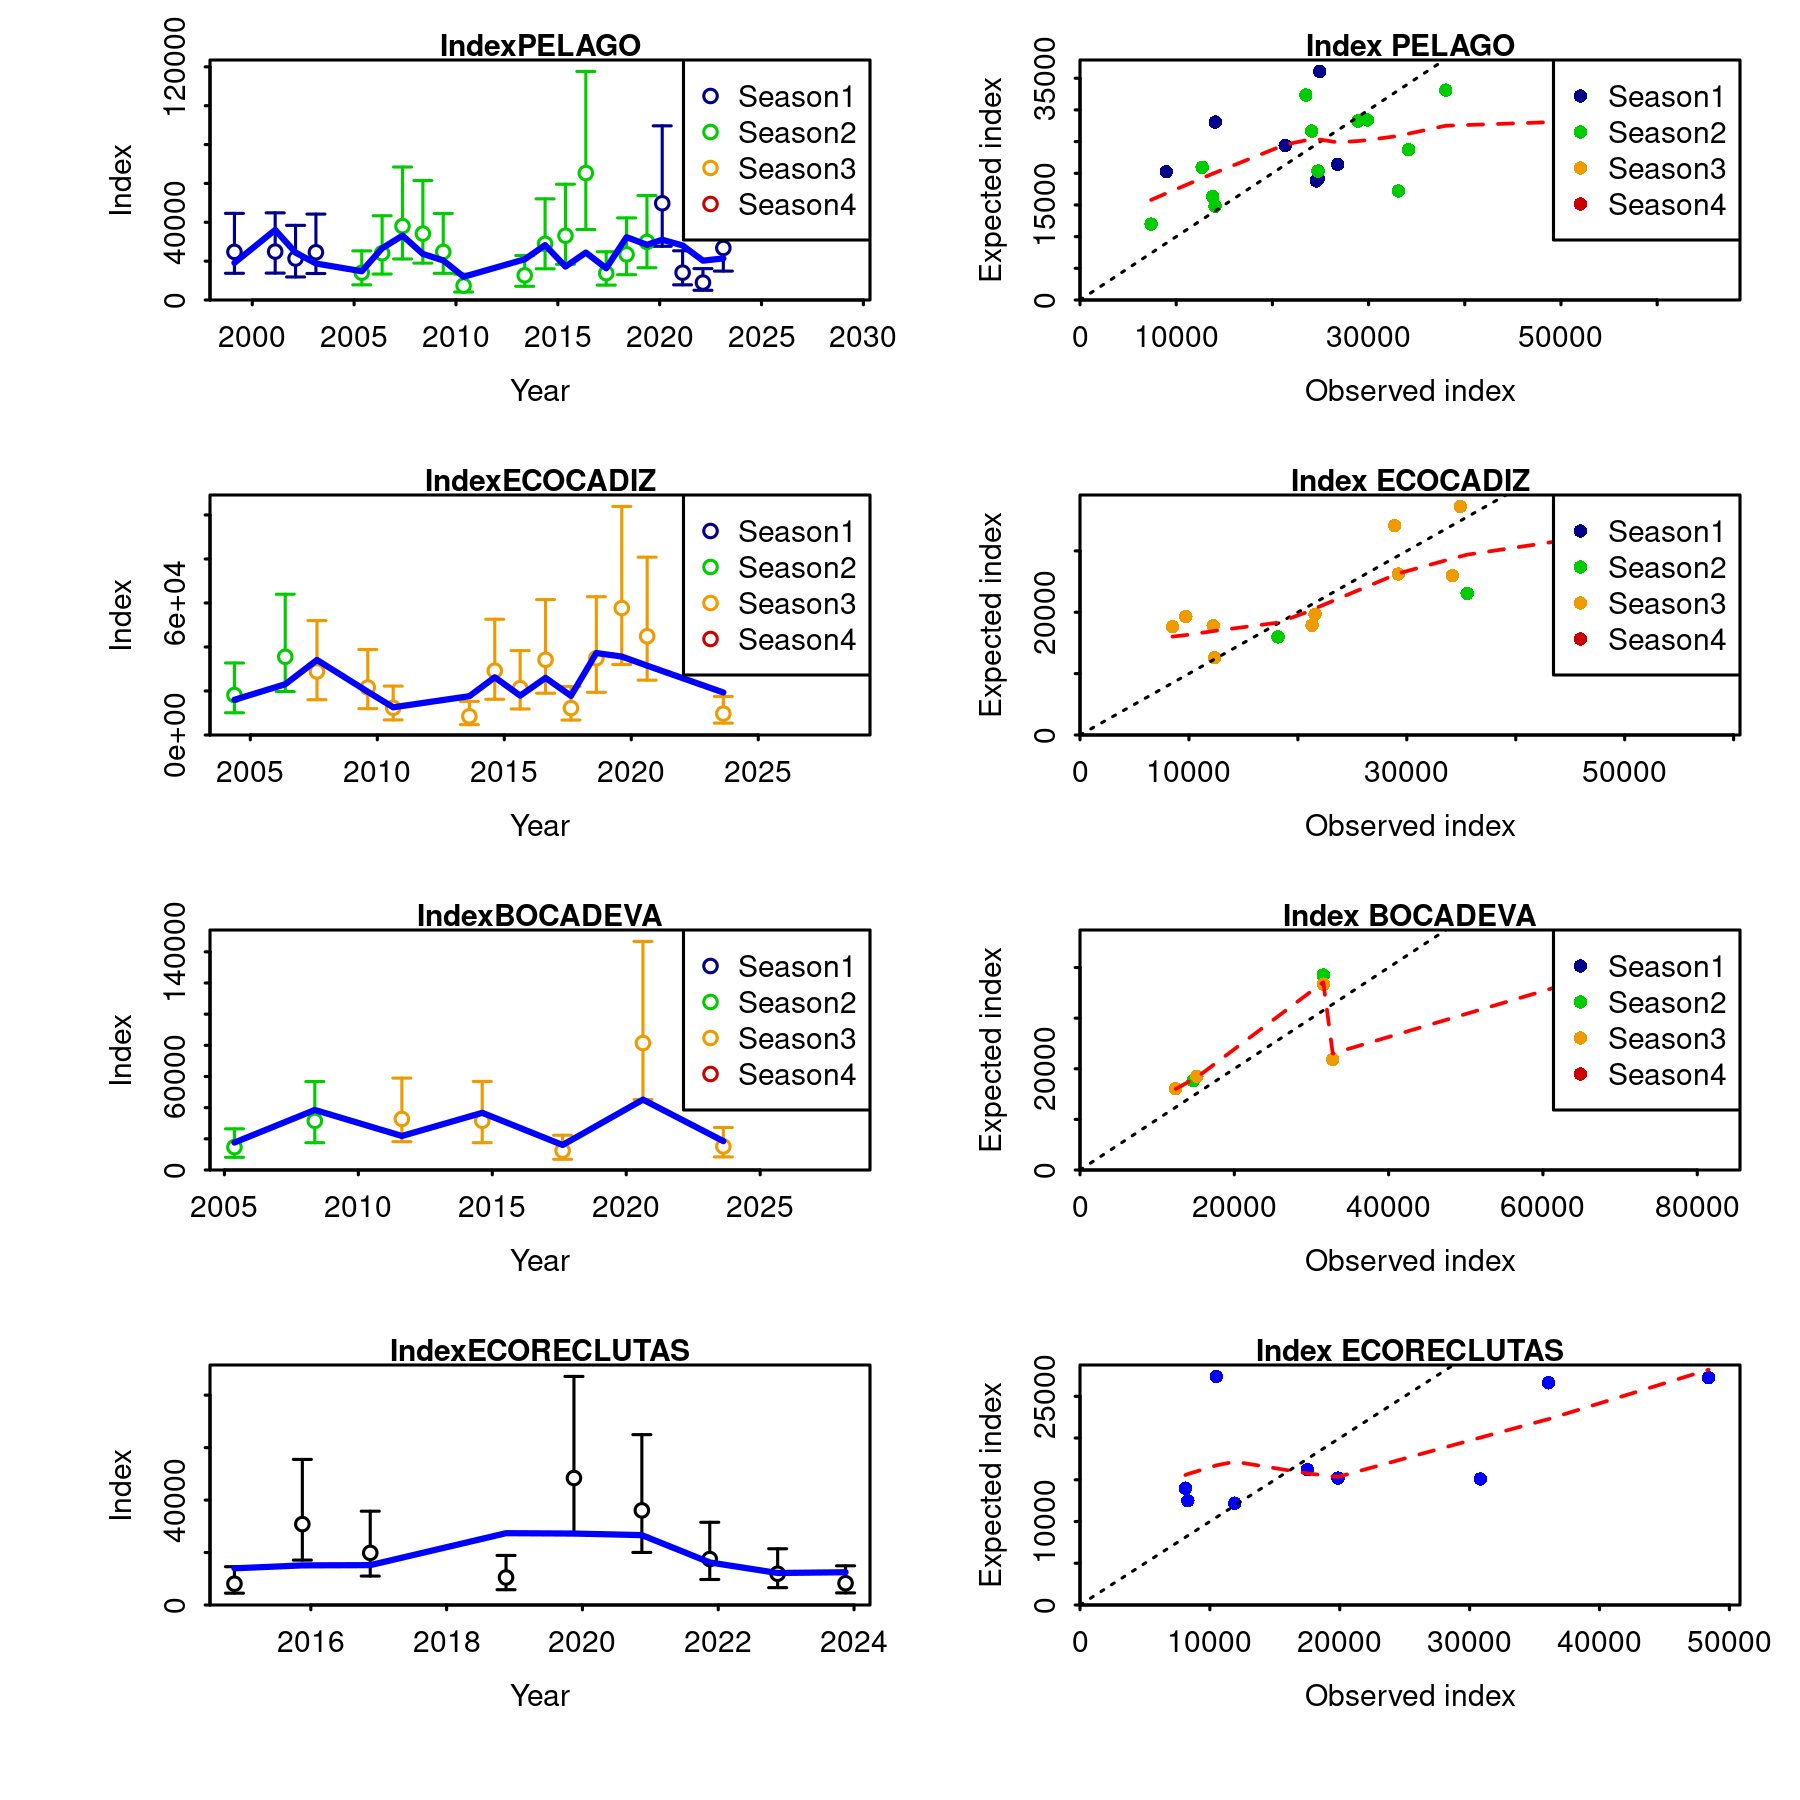 IndexPELAGO
Index
0
40000
120000
2000 2005 2010 2015 2020 2025 2030
Year
Season1
Season2
Season3
Season4
Index PELAGO
Expected index
0
15000
35000
0 10000 30000 50000
Observed index
Season1
Season2
Season3
Season4
IndexECOCADIZ
Index
0e+00
6e+04
2005 2010 2015 2020 2025
Year
Season1
Season2
Season3
Season4
Index ECOCADIZ
Expected index
0
20000
0 10000 30000 50000
Observed index
Season1
Season2
Season3
Season4
IndexBOCADEVA
Index
0
60000
140000
2005 2010 2015 2020 2025
Year
Season1
Season2
Season3
Season4
Index BOCADEVA
Expected index
0
20000
0 20000 40000 60000 80000
Observed index
Season1
Season2
Season3
Season4
IndexECORECLUTAS
Index
0
40000
2016 2018 2020 2022 2024
Year
Index ECORECLUTAS
Expected index
0
10000
25000
0 10000 20000 30000 40000 50000
Observed index